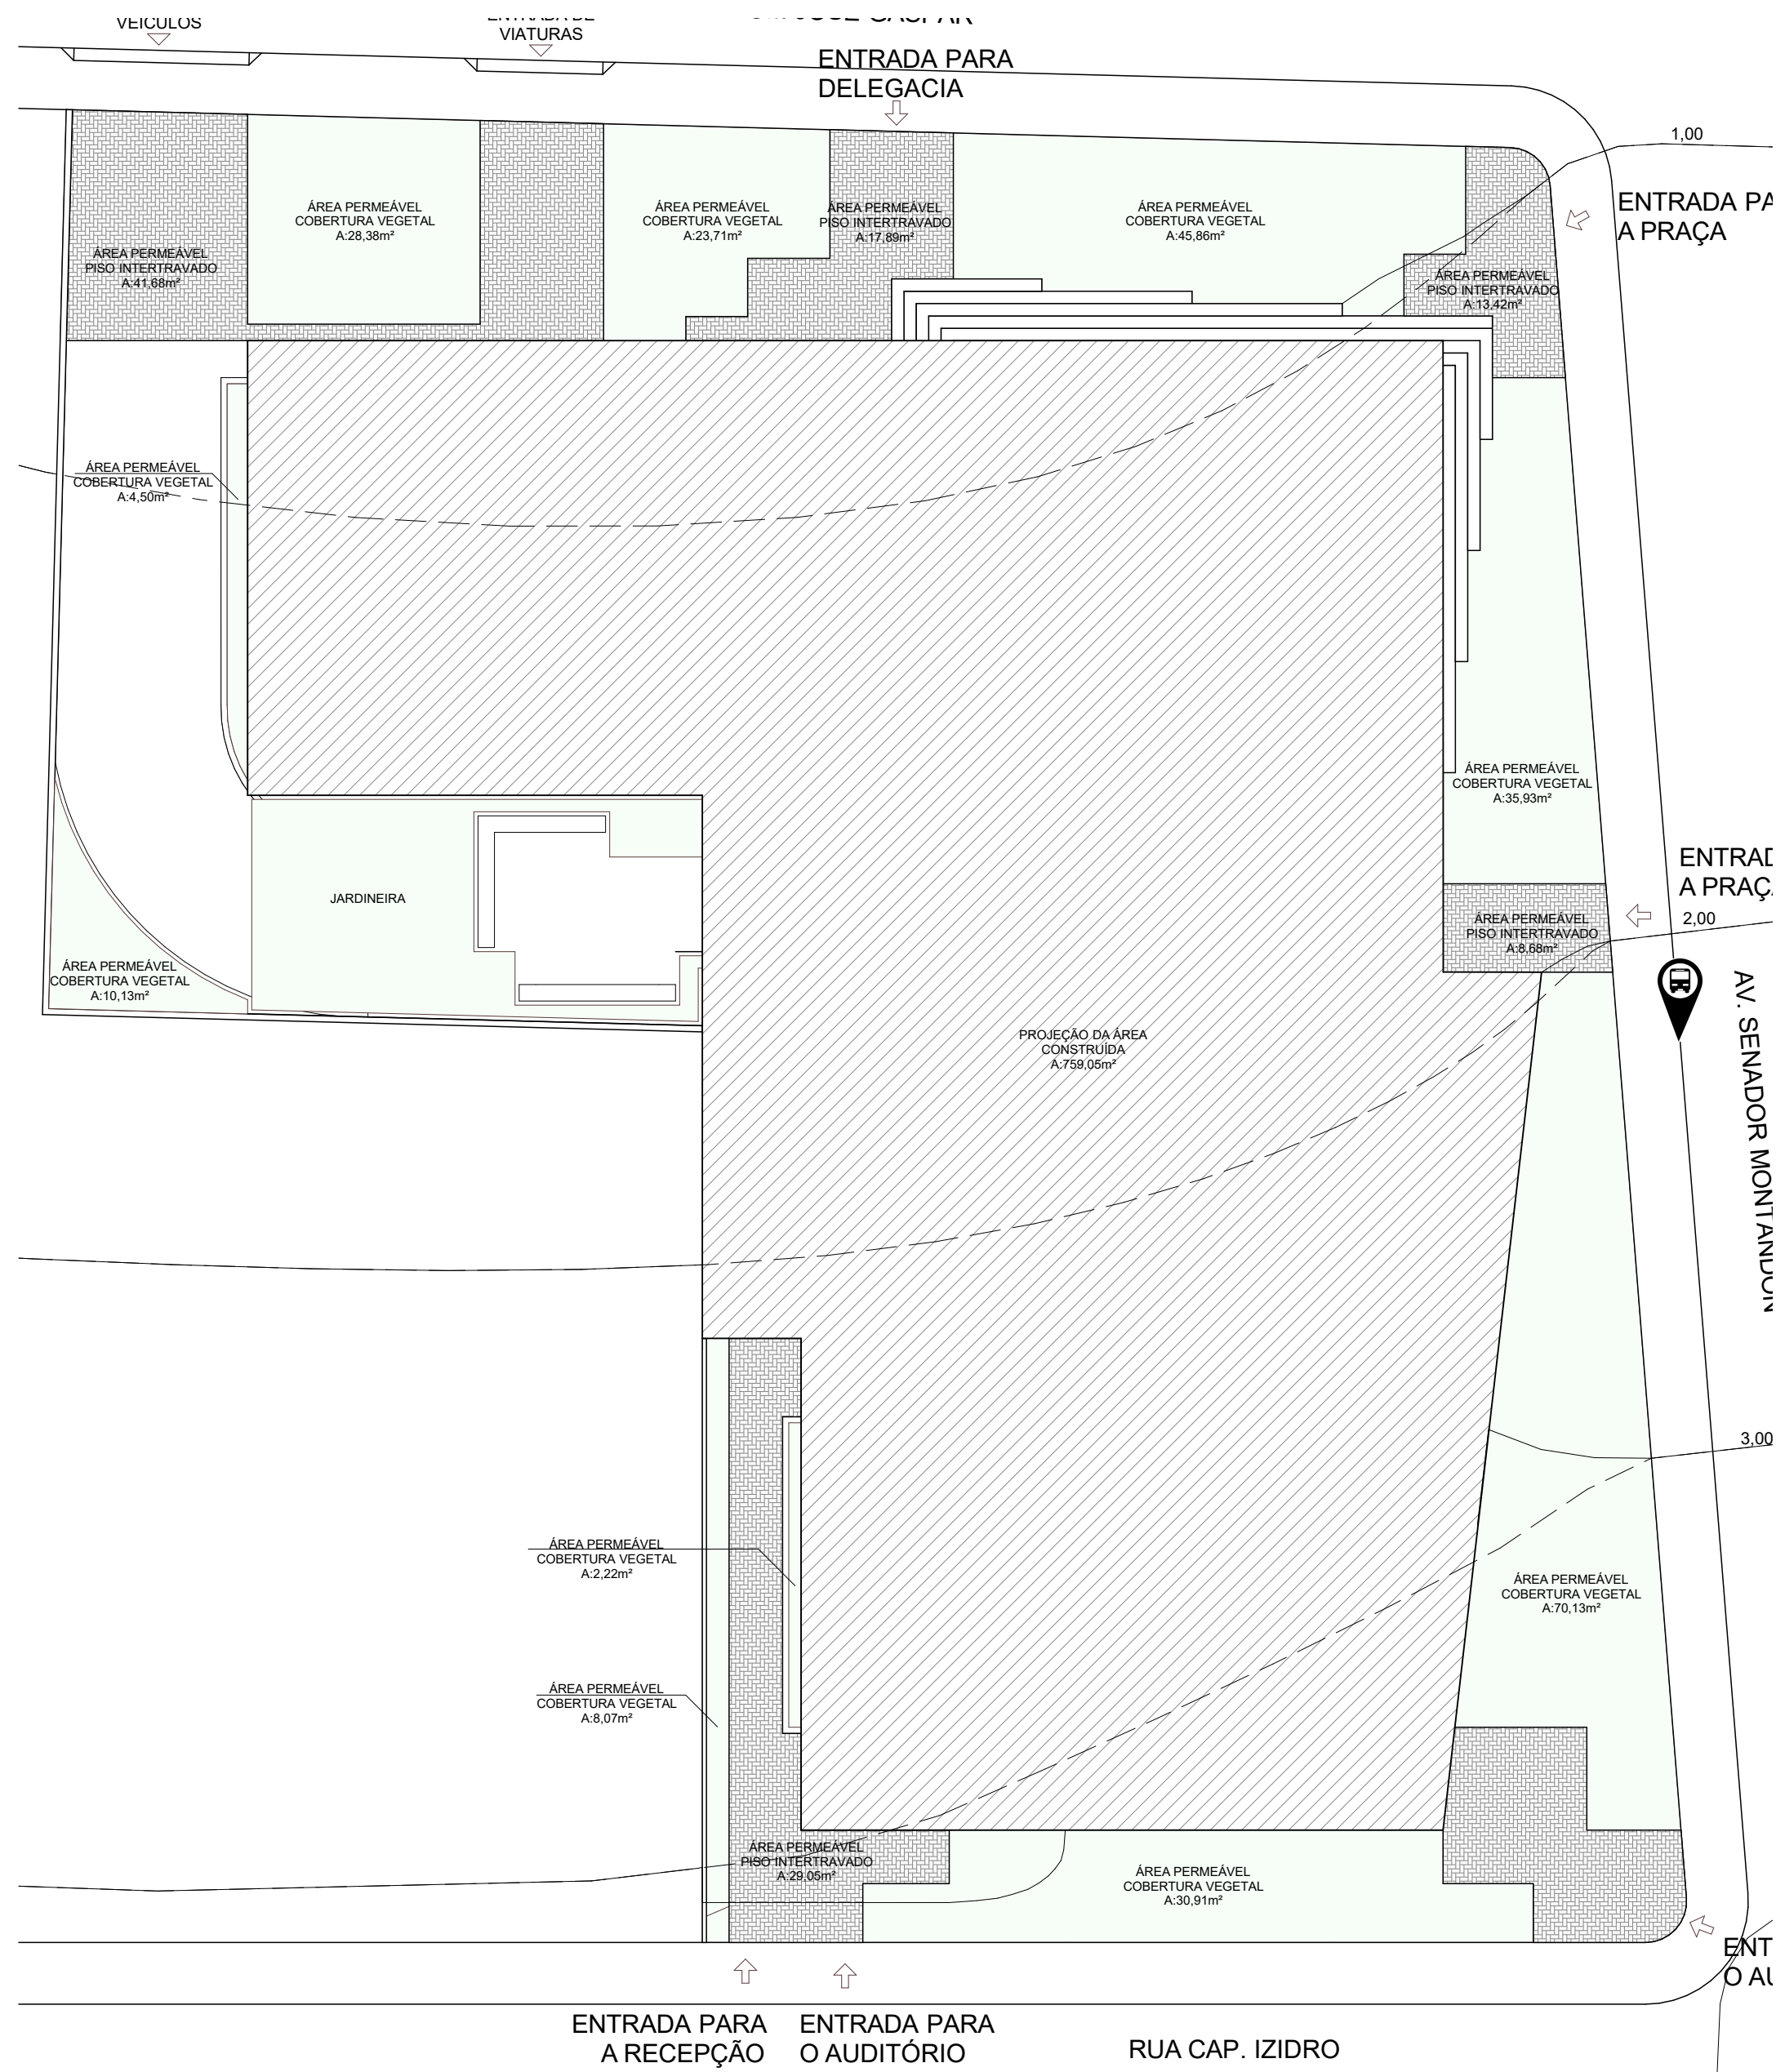 VEÍCULOS
ENTRADA DE
VIATURAS
JOSÉ GASPAR
ENTRADA PARA
DELEGACIA
1,00
ENTRADA PA
A PRAÇA
ÁREA PERMEÁVEL
COBERTURA VEGETAL
A:28,38m²
ÁREA PERMEÁVEL
COBERTURA VEGETAL
A:23,71m²
ÁREA PERMEÁVEL
PISO INTERTRAVADO
A:17,89m²
ÁREA PERMEÁVEL
COBERTURA VEGETAL
A:45,86m²
ÁREA PERMEÁVEL
PISO INTERTRAVADO
A:41,68m²
ÁREA PERMEÁVEL
PISO INTERTRAVADO
A:13,42m²
ÁREA PERMEÁVEL
COBERTURA VEGETAL
A:4,50m²
ÁREA PERMEÁVEL
COBERTURA VEGETAL
A:35,93m²
JARDINEIRA
ENTRAD
A PRAÇA
2,00
ÁREA PERMEÁVEL
PISO INTERTRAVADO
A:8,68m²
ÁREA PERMEÁVEL
COBERTURA VEGETAL
A:10,13m²
AV. SENADOR MONTANDON
PROJEÇÃO DA ÁREA
CONSTRUÍDA
A:759,05m²
3,00
ÁREA PERMEÁVEL
COBERTURA VEGETAL
A:2,22m²
ÁREA PERMEÁVEL
COBERTURA VEGETAL
A:70,13m²
ÁREA PERMEÁVEL
COBERTURA VEGETAL
A:8,07m²
ÁREA PERMEÁVEL
PISO INTERTRAVADO
A:29,05m²
ÁREA PERMEÁVEL
COBERTURA VEGETAL
A:30,91m²
ENT
O AU
ENTRADA PARA
A RECEPÇÃO
ENTRADA PARA
O AUDITÓRIO
RUA CAP. IZIDRO